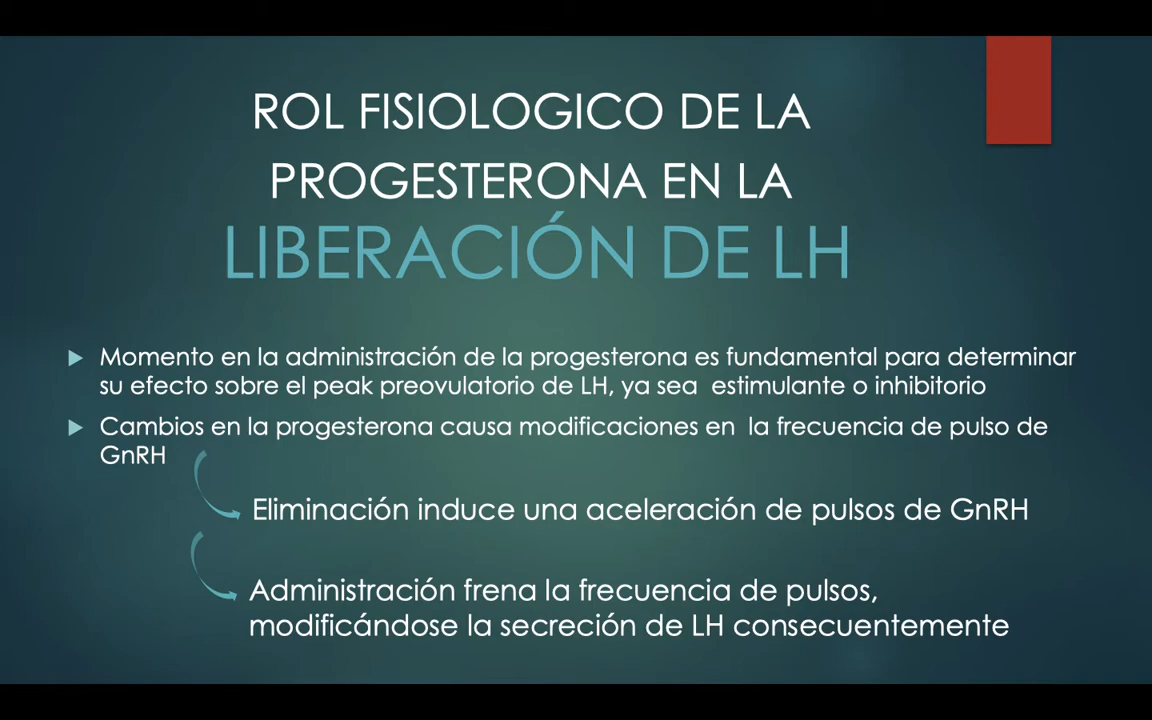 ROL FISIOLOGICO DE LA
PROGESTERONA EN LA
LIBERACIÓN DE LH
Momento en la administración de la progesterona es fundamental para determinar
su efecto sobre el peak preovulatorio de LH, ya sea estimulante o inhibitorio
Cambios en la progesterona causa modificaciones en la frecuencia de pulso de
GnRH
Eliminación induce una aceleración de pulsos de GnRH
Administración frena la frecuencia de pulsos,
modificándose la secreción de LH consecuentemente